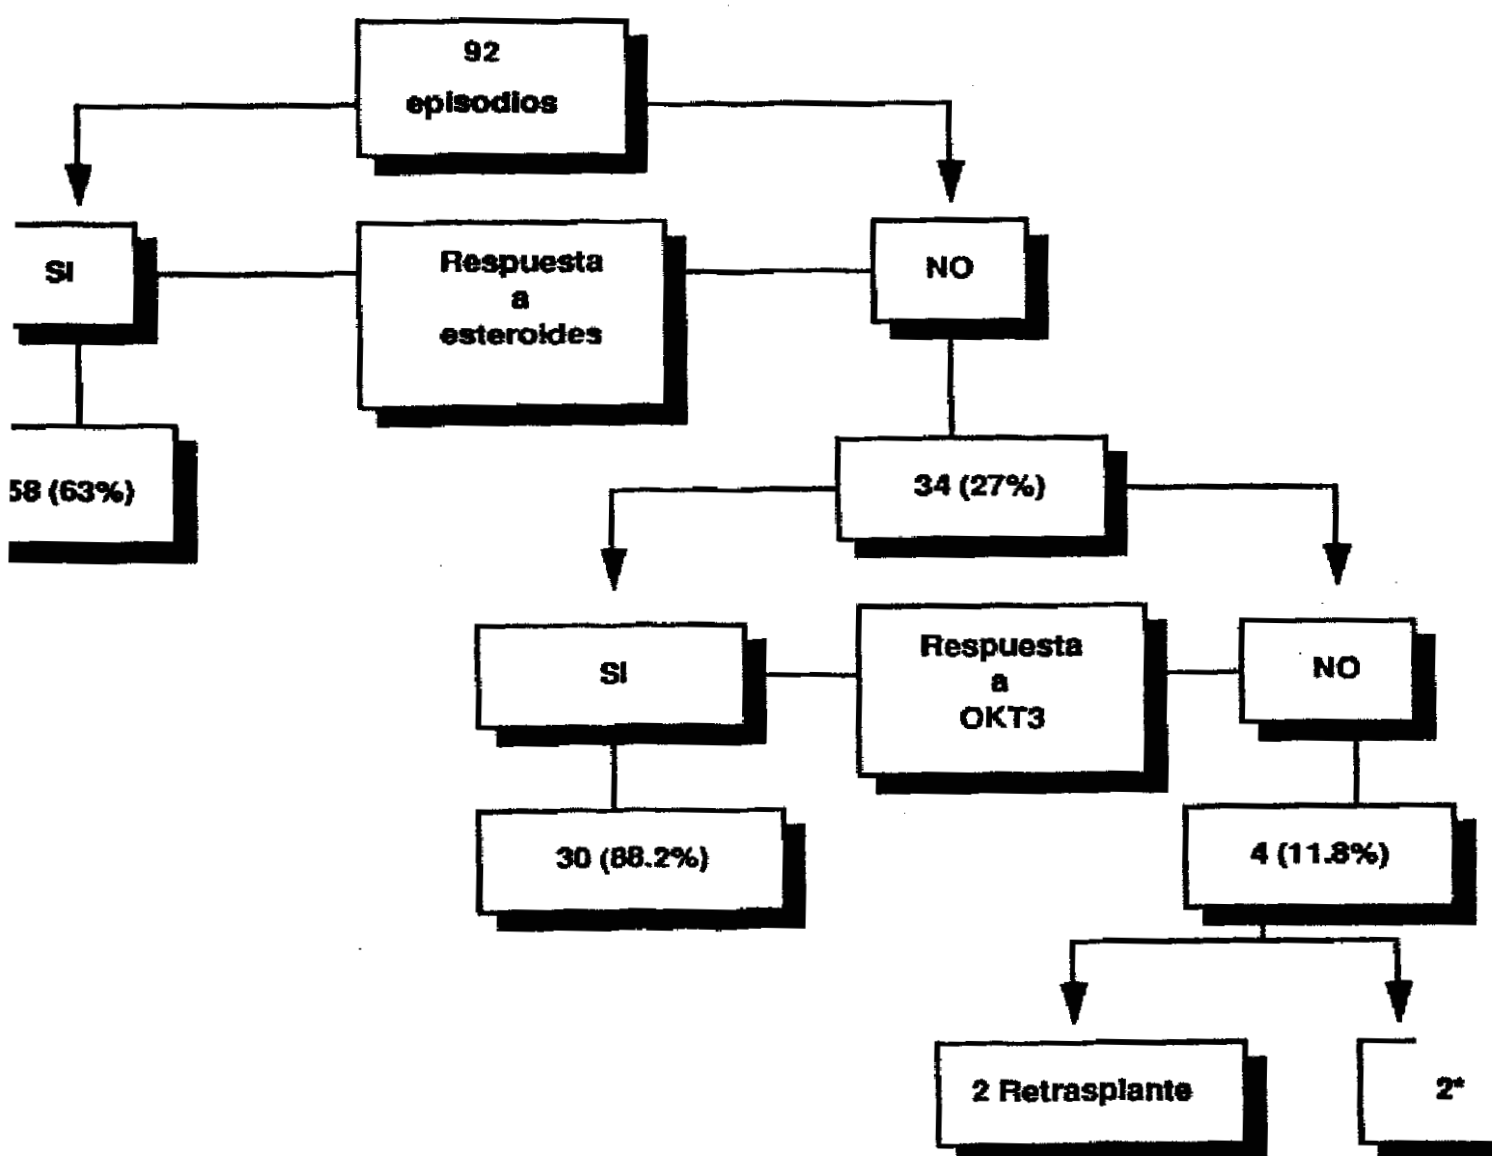 92
episodios
SI
Respuesta
a
esteroides
NO
58 (63%)
34 (27%)
SI
Respuesta
a
OKT3
NO
30 (88.2%)
4 (11.8%)
2 Retrasplante
2*